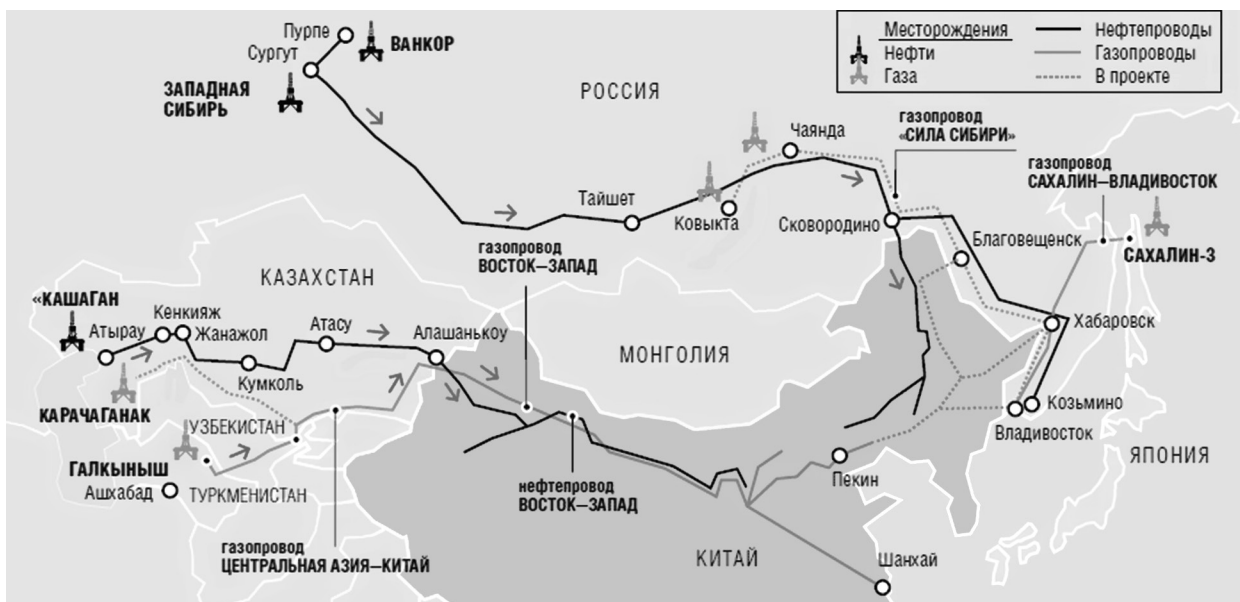 Пурпе
ВАНКОР
Сургут
ЗАПАДНАЯ
СИБИРЬ
РОССИЯ
Месторождения
Нефти
Газа
Нефтепроводы
Газопроводы
В проекте
Чаянда
газопровод
«СИЛА СИБИРИ»
газопровод
САХАЛИН—ВЛАДИВОСТОК
Тайшет
Ковыкта
Сковородино
Благовещенск
САХАЛИН-3
газопровод
ВОСТОК—ЗАПАД
КАЗАХСТАН
«КАШАГАН
Атырау
Кенкияж
Жанажол
Атасу
Алашанькоу
МОНГОЛИЯ
Хабаровск
Кумколь
КАРАЧАГАНАК
УЗБЕКИСТАН
Козьмино
Владивосток
ЯПОНИЯ
ГАЛКЫНЫШ
Ашхабад
ТУРКМЕНИСТАН
нефтепровод
ВОСТОК—ЗАПАД
Пекин
газопровод
ЦЕНТРАЛЬНАЯ АЗИЯ—КИТАЙ
КИТАЙ
Шанхай